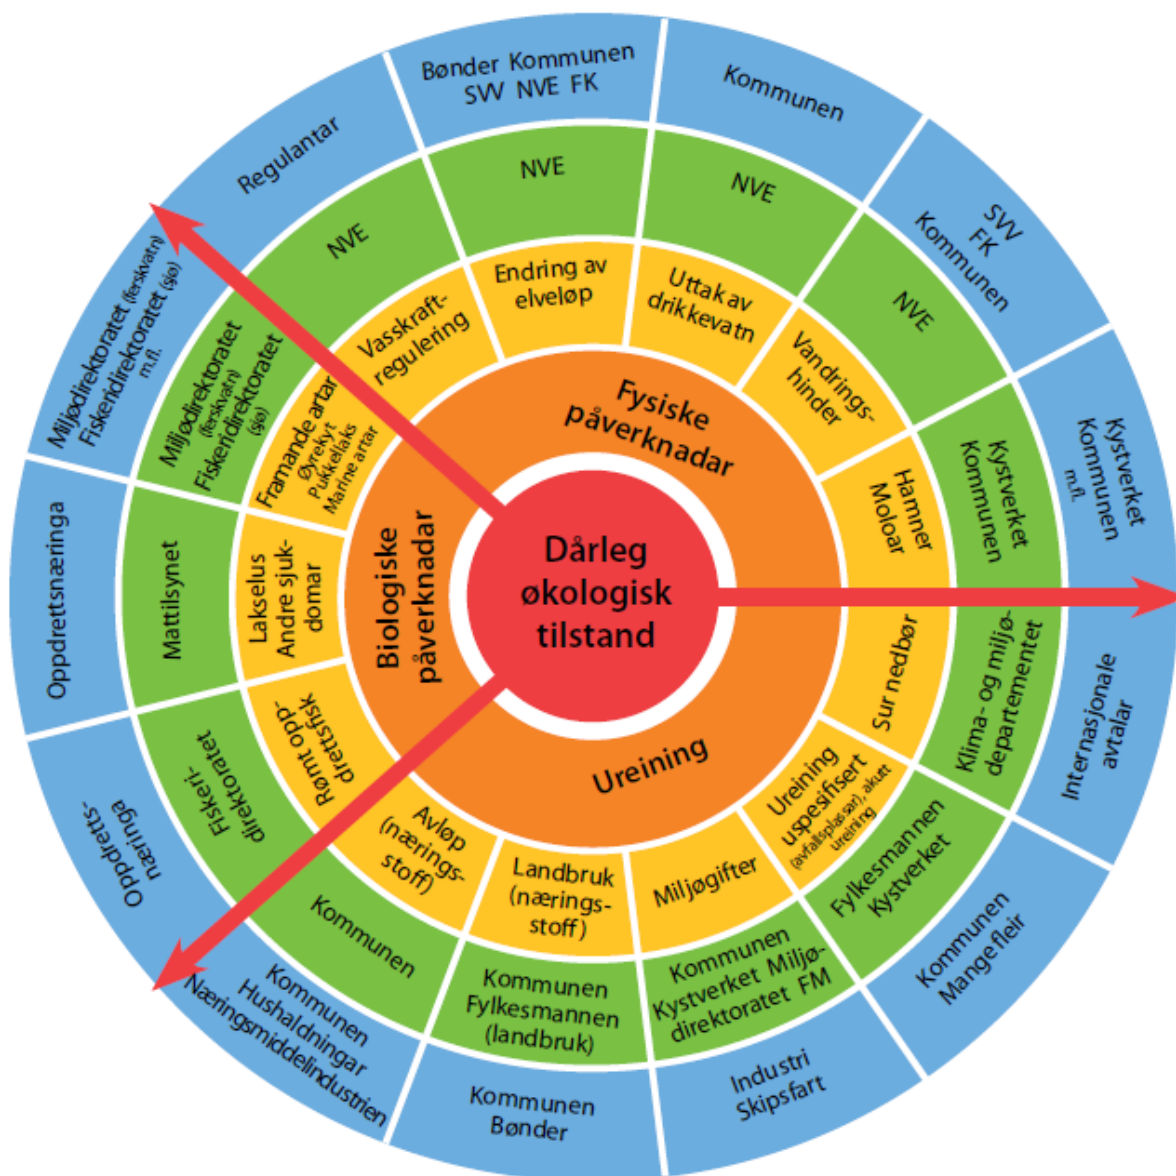 Dårleg
økologisk
tilstand
Fysiske
påverknadar
Ureining
Biologiske
påverknadar
Vasskraft-
regulering
Endring av
elveløp
Uttak av
drikkevatn
Vandrings-
hinder
Hamner
Moloar
Sur nedbør
Ureining
uspesifisert
(avfallsplassar), akutt
ureining
Miljøgifter
Landbruk
(nærings-
stoff)
Avløp
(nærings-
stoff)
Rømt opp-
drettsfisk
Lakselus
Andre sjuk-
domar
Framande artar
Ørekyt
Pukkellaks
Marine artar
NVE
NVE
NVE
NVE
Kystverket
Kommunen
Klima- og miljø-
departementet
Fylkesmannen
Kystverket
Kommunen
Kystverket Miljø-
direktoratet FM
Kommunen
Fylkesmannen
(landbruk)
Kommunen
Fiskeri-
direktoratet
Mattilsynet
Miljødirektoratet
(ferskvatn)
Fiskeridirektoratet
(sjø)
Regulantar
Bønder Kommunen
SVV NVE FK
Kommunen
SVV
FK
Kommunen
Kystverket
Kommunen
m.fl.
Internasjonale
avtalar
Kommunen
Mangefleir
Industri
Skipsfart
Kommunen
Bønder
Kommunen
Hushaldningar
Næringsmiddelindustrien
Oppdretts-
næringa
Oppdrettsnæringa
Miljødirektoratet (ferskvatn)
Fiskeridirektoratet (sjø)
m.fl.